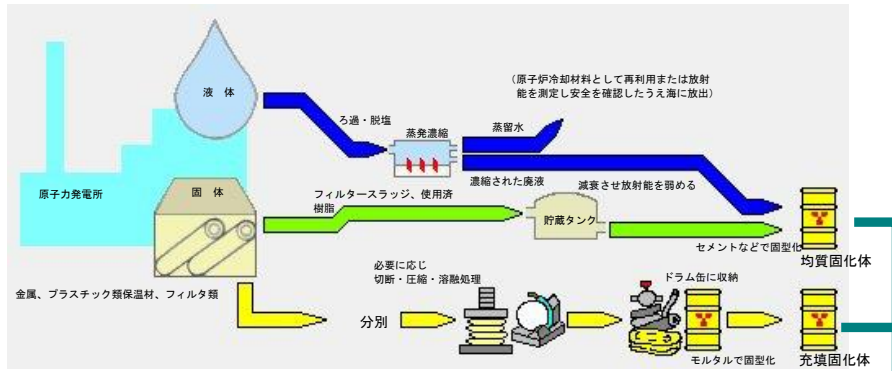 液 体
(原子炉冷却材料として再利用または放射
能を測定し安全を確認したうえ海に放出)
ろ過・脱塩
蒸発濃縮
蒸留水
濃縮された廃液
減衰させ放射能を弱める
原子力発電所
固 体
フィルタースラッジ、使用済
樹脂
貯蔵タンク
セメントなどで固型化
均質固化体
金属、プラスチック類保温材、フィルタ類
必要に応じ
切断・圧縮・溶融処理
ドラム缶に収納
分別
モルタルで固型化
充填固化体